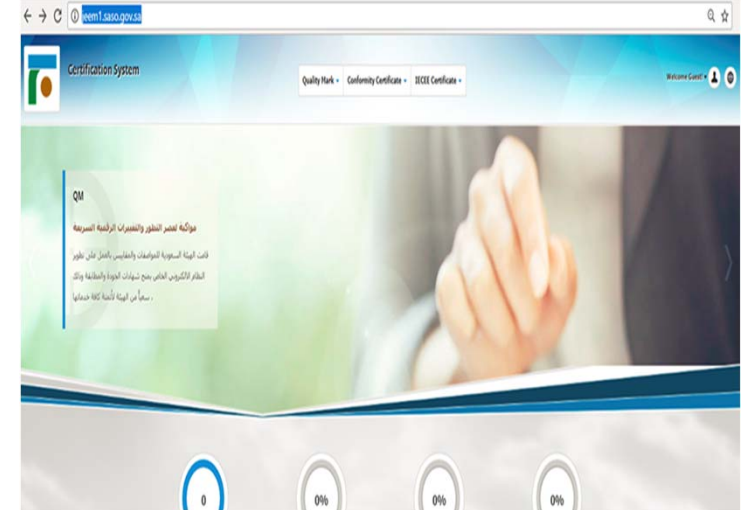 ieem1.saso.gov.sa
Certification System
Quality Mark
Conformity Certificate
IECEE Certificate
Welcome Guest!
QM
مواكبة لعصر التطور والتغييرات الرقمية السريعة
قامت الهيئة السعودية للمواصفات والمقاييس بالعمل على تطوير
النظام الالكتروني الخاص بمنح شهادات الجودة والمطابقة وذلك
سعياً من الهيئة لأتمتة كافة خدماتها ،
0
0%
0%
0%